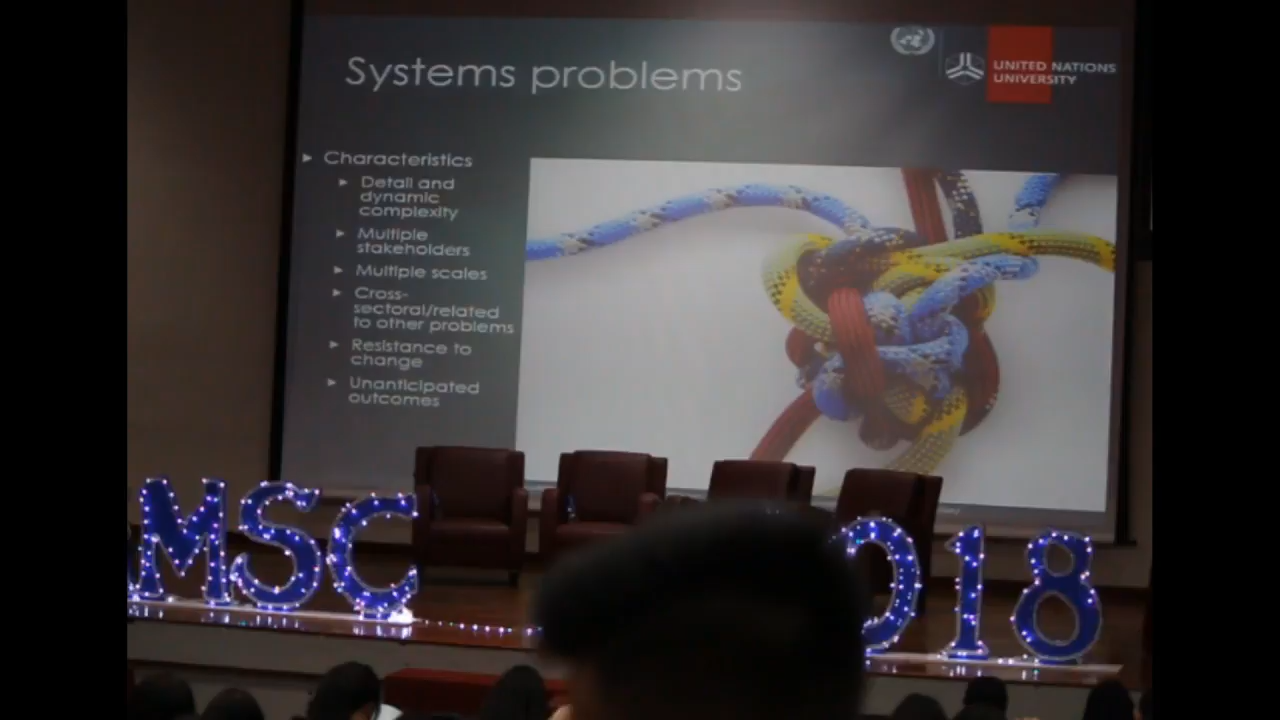 Systems problems
UNITED NATIONS
UNIVERSITY
Characteristics
Detail and
dynamic
complexity
Multiple
stakeholders
Multiple scales
Cross-
sectoral/related
to other problems
Resistance to
change
Unanticipated
outcomes
MSC
018